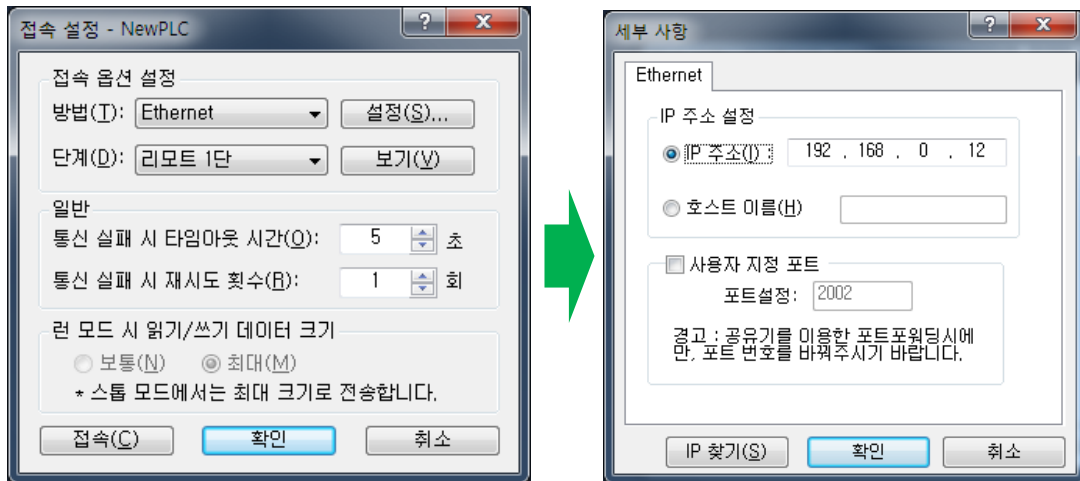 접속 설정 - NewPLC
접속 옵션 설정
방법(T): Ethernet 설정(S)...
단계(D): 리모트 1단 보기(V)
일반
통신 실패 시 타임아웃 시간(O): 5 초
통신 실패 시 재시도 횟수(R): 1 회
런 모드 시 읽기/쓰기 데이터 크기
보통(N) 최대(M)
* 스톱 모드에서는 최대 크기로 전송합니다.
접속(C) 확인 취소
세부 사항
Ethernet
IP 주소 설정
IP 주소(I) : 192 . 168 . 0 . 12
호스트 이름(H)
사용자 지정 포트
포트설정: 2002
경고 : 공유기를 이용한 포트포워딩시에
만, 포트 번호를 바꿔주시기 바랍니다.
IP 찾기(S) 확인 취소